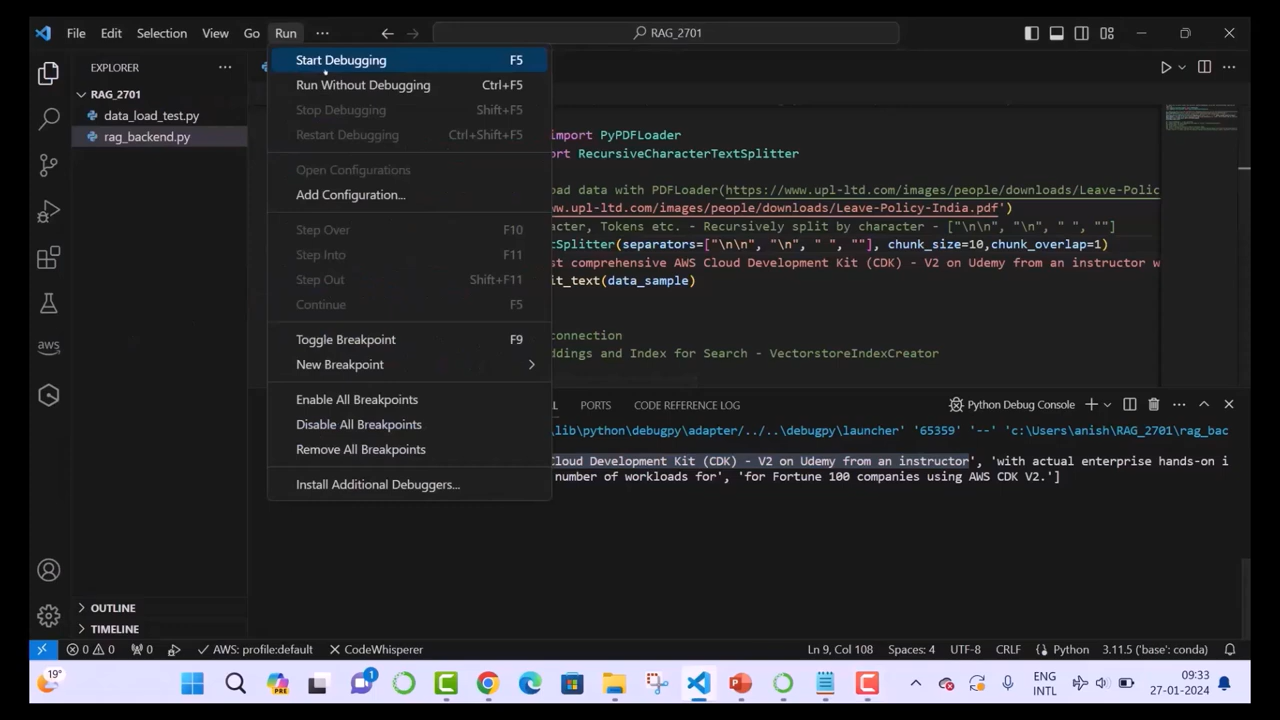 File Edit Selection View Go Run ··· RAG_2701
EXPLORER ···
RAG_2701
data_load_test.py
rag_backend.py
Start Debugging F5
Run Without Debugging Ctrl+F5
Stop Debugging Shift+F5
Restart Debugging Ctrl+Shift+F5
Open Configurations
Add Configuration...
Step Over F10
Step Into F11
Step Out Shift+F11
Continue F5
Toggle Breakpoint F9
New Breakpoint
Enable All Breakpoints
Disable All Breakpoints
Remove All Breakpoints
Install Additional Debuggers...
import PyPDFLoader
rt RecursiveCharacterTextSplitter
oad data with PDFLoader(https://www.upl-ltd.com/images/people/downloads/Leave-Polic
ww.upl-ltd.com/images/people/downloads/Leave-Policy-India.pdf')
cter, Tokens etc. - Recursively split by character - ["\n\n", "\n", " ", ""]
cSplitter(separators=["\n\n", "\n", " ", ""], chunk_size=10,chunk_overlap=1)
st comprehensive AWS Cloud Development Kit (CDK) - V2 on Udemy from an instructor w
it_text(data_sample)
onnection
ddings and Index for Search - VectorstoreIndexCreator
L PORTS CODE REFERENCE LOG Python Debug Console
lib\python\debugpy\adapter/../..\debugpy\launcher' '65359' '--' 'c:\Users\anish\RAG_2701\rag_bac
Cloud Development Kit (CDK) - V2 on Udemy from an instructor', 'with actual enterprise hands-on i
number of workloads for', 'for Fortune 100 companies using AWS CDK V2.']
OUTLINE
TIMELINE
aws
0 0 0 AWS: profile:default CodeWhisperer Ln 9, Col 108 Spaces: 4 UTF-8 CRLF Python 3.11.5 ('base': conda)
19° PRE 1 ENG INTL 09:33 27-01-2024